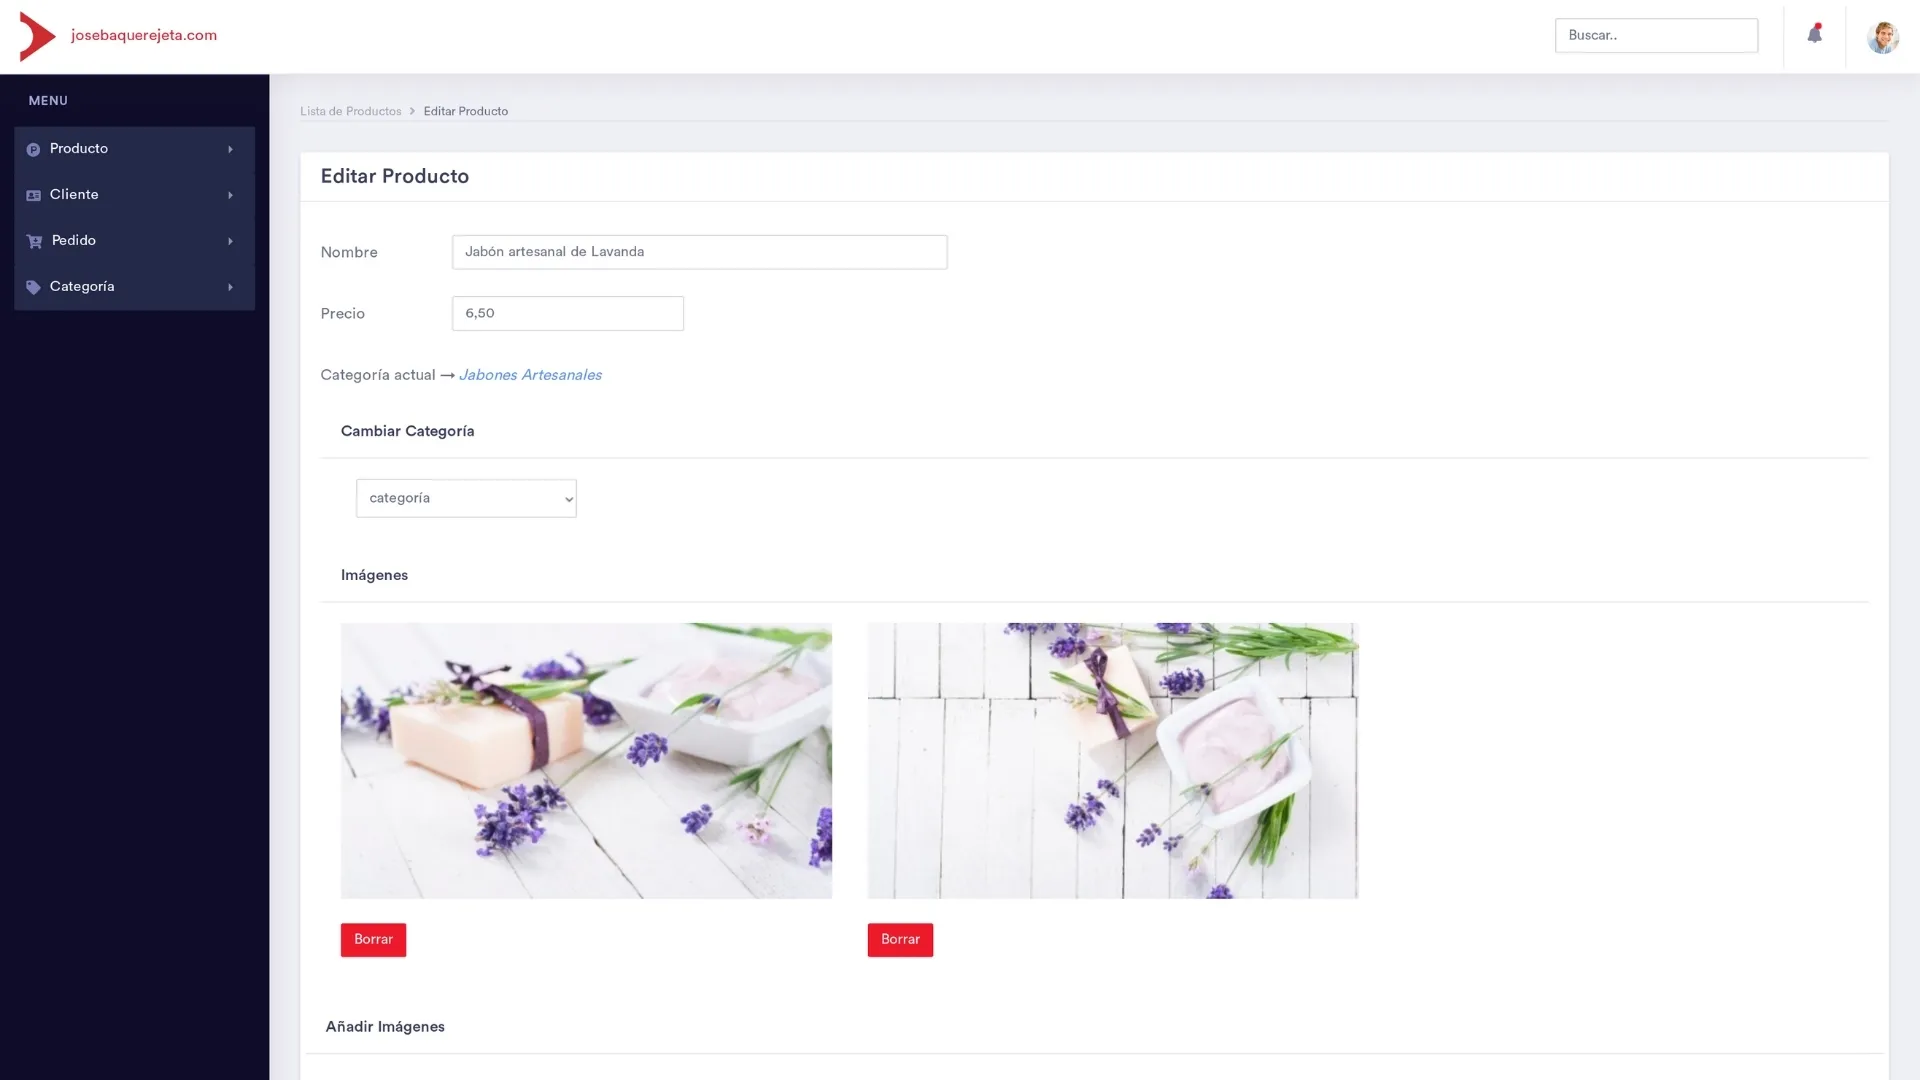 josebaquerejeta.com
Buscar..
MENU
Producto
Cliente
Pedido
Categoría
Lista de Productos > Editar Producto
Editar Producto
Nombre
Jabón artesanal de Lavanda
Precio
6,50
Categoría actual → Jabones Artesanales
Cambiar Categoría
categoría
Imágenes
Borrar
Borrar
Añadir Imágenes